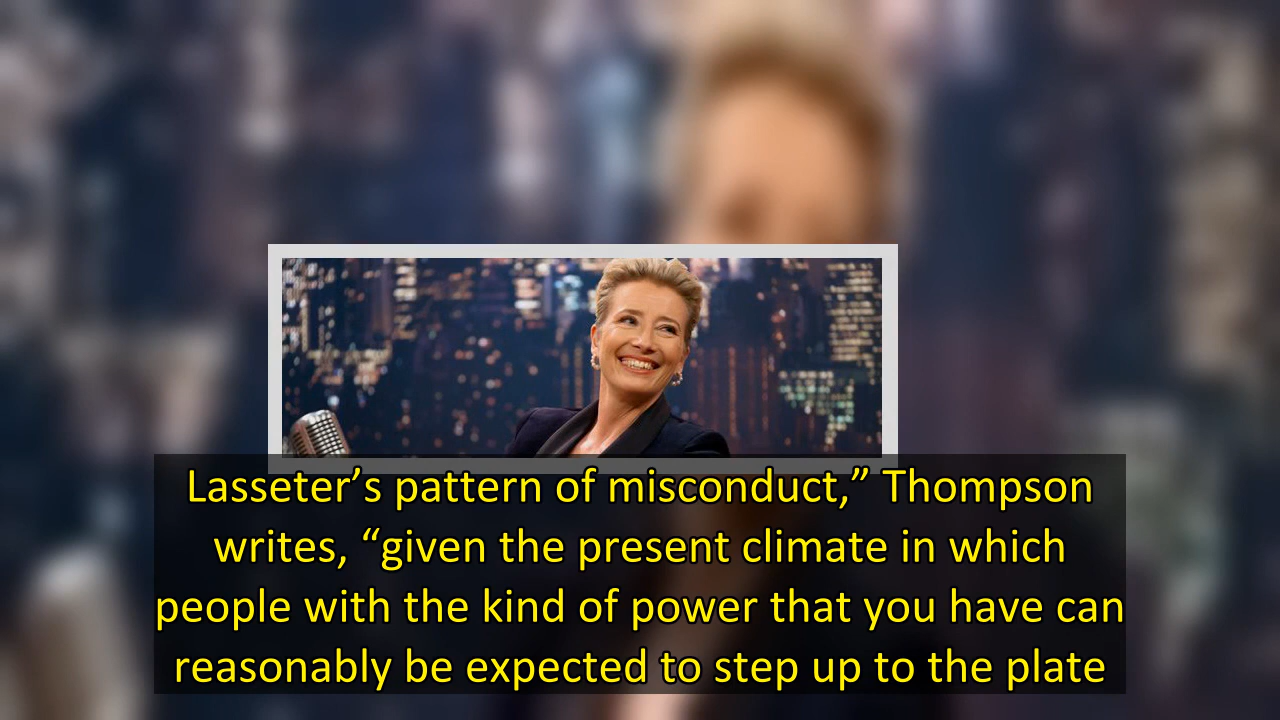 Lasseter’s pattern of misconduct,” Thompson
writes, “given the present climate in which
people with the kind of power that you have can
reasonably be expected to step up to the plate